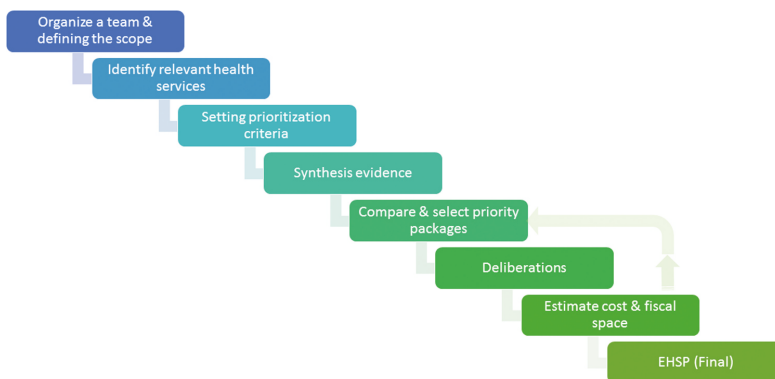 Organize a team &
defining the scope
Identify relevant health
services
Setting prioritization
criteria
Synthesis evidence
Compare & select priority
packages
Deliberations
Estimate cost & fiscal
space
EHSP (Final)